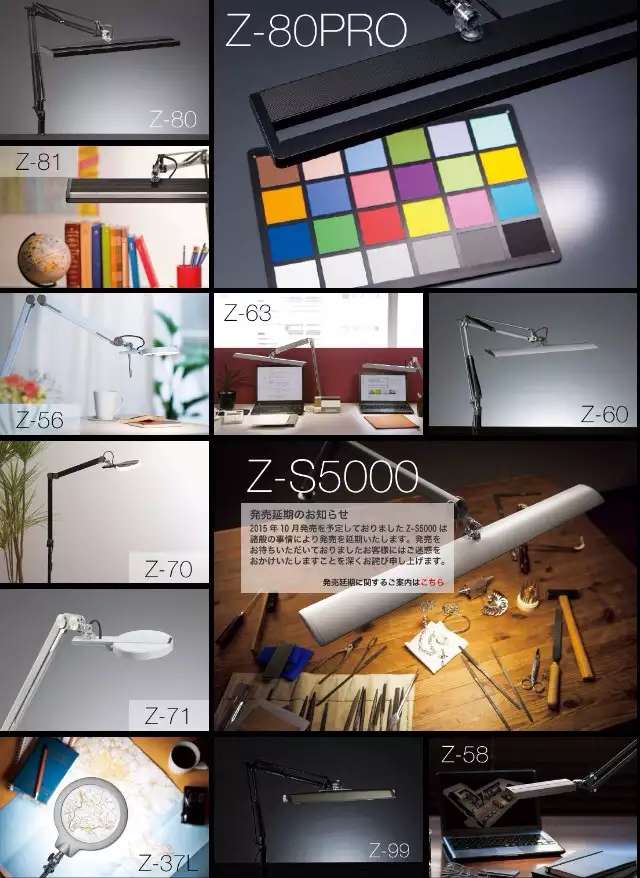 Z-80
Z-80PRO
Z-81
Z-56
Z-63
Z-60
Z-70
Z-S5000
発売延期のお知らせ
2015年10月発売を予定しておりましたZ-S5000は
諸般の事情により発売を延期いたします。発売を
お待ちいただいておりましたお客様にはご迷惑を
おかけいたしますことを深くお詫び申し上げます。
発売延期に関するご案内はこちら
Z-71
Z-37L
Z-99
Z-58